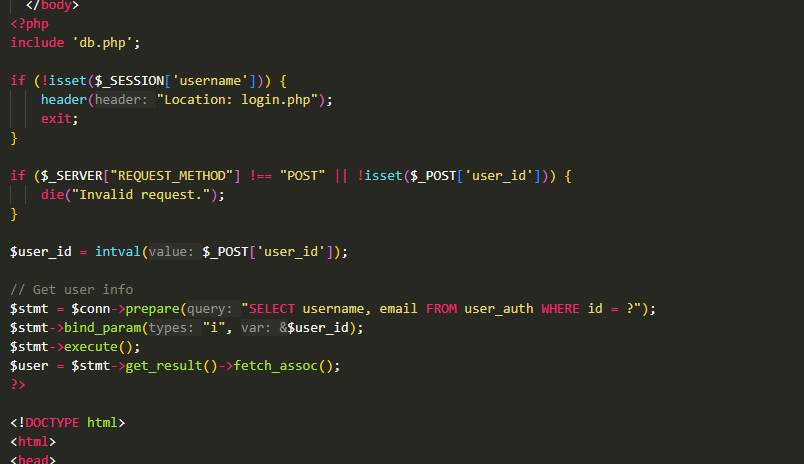 </body>
<?php
include 'db.php';
if (!isset($_SESSION['username'])) {
header(header: "Location: login.php");
exit;
}
if ($_SERVER["REQUEST_METHOD"] !== "POST" || !isset($_POST['user_id'])) {
die("Invalid request.");
}
$user_id = intval(value: $_POST['user_id']);
// Get user info
$stmt = $conn->prepare(query: "SELECT username, email FROM user_auth WHERE id = ?");
$stmt->bind_param(types: "i", var: &$user_id);
$stmt->execute();
$user = $stmt->get_result()->fetch_assoc();
?>
<!DOCTYPE html>
<html>
<head>